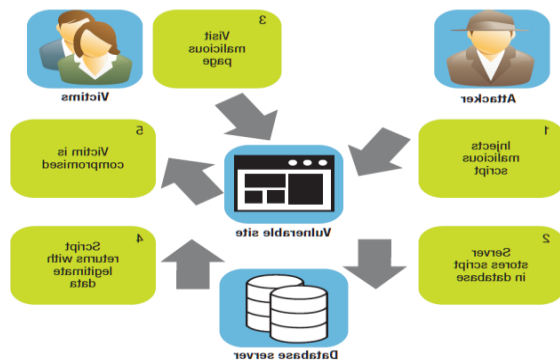 3
Visit
malicious
page
Victims
Attacker
5
Victim is
compromised
1
Injects
malicious
script
Vulnerable site
4
Script
returns with
legitimate
data
2
Server
stores script
in database
Database server